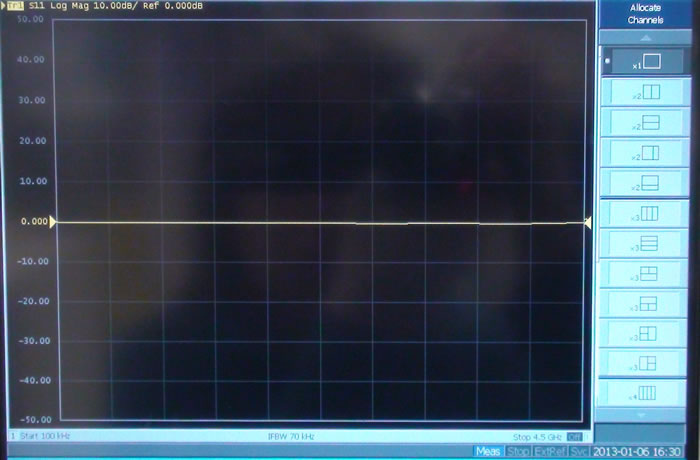 Tr1 S11 Log Mag 10.00dB/ Ref 0.000dB
50.00
40.00
30.00
20.00
10.00
0.000
-10.00
-20.00
-30.00
-40.00
-50.00
1 Start 100 kHz IFBW 70 kHz Stop 4.5 GHz Off
Meas Stop ExtRef Svc 2013-01-06 16:30
Allocate
Channels
x1
x2
x2
x2
x2
x3
x3
x3
x3
x3
x3
x4